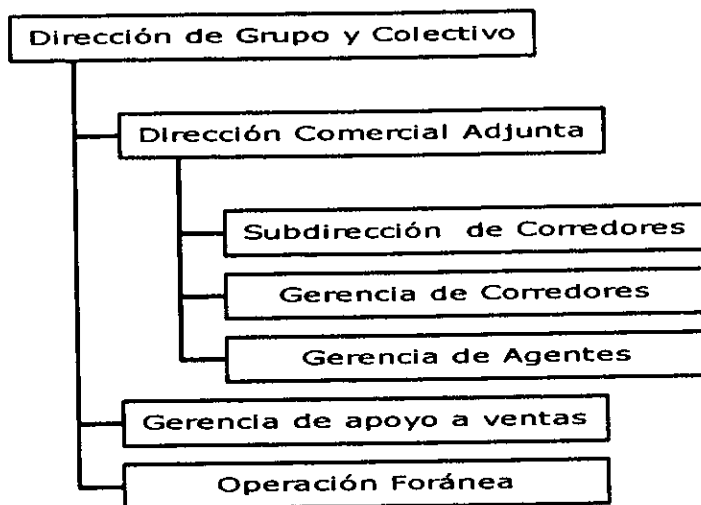 Dirección de Grupo y Colectivo
Dirección Comercial Adjunta
Subdirección de Corredores
Gerencia de Corredores
Gerencia de Agentes
Gerencia de apoyo a ventas
Operación Foránea